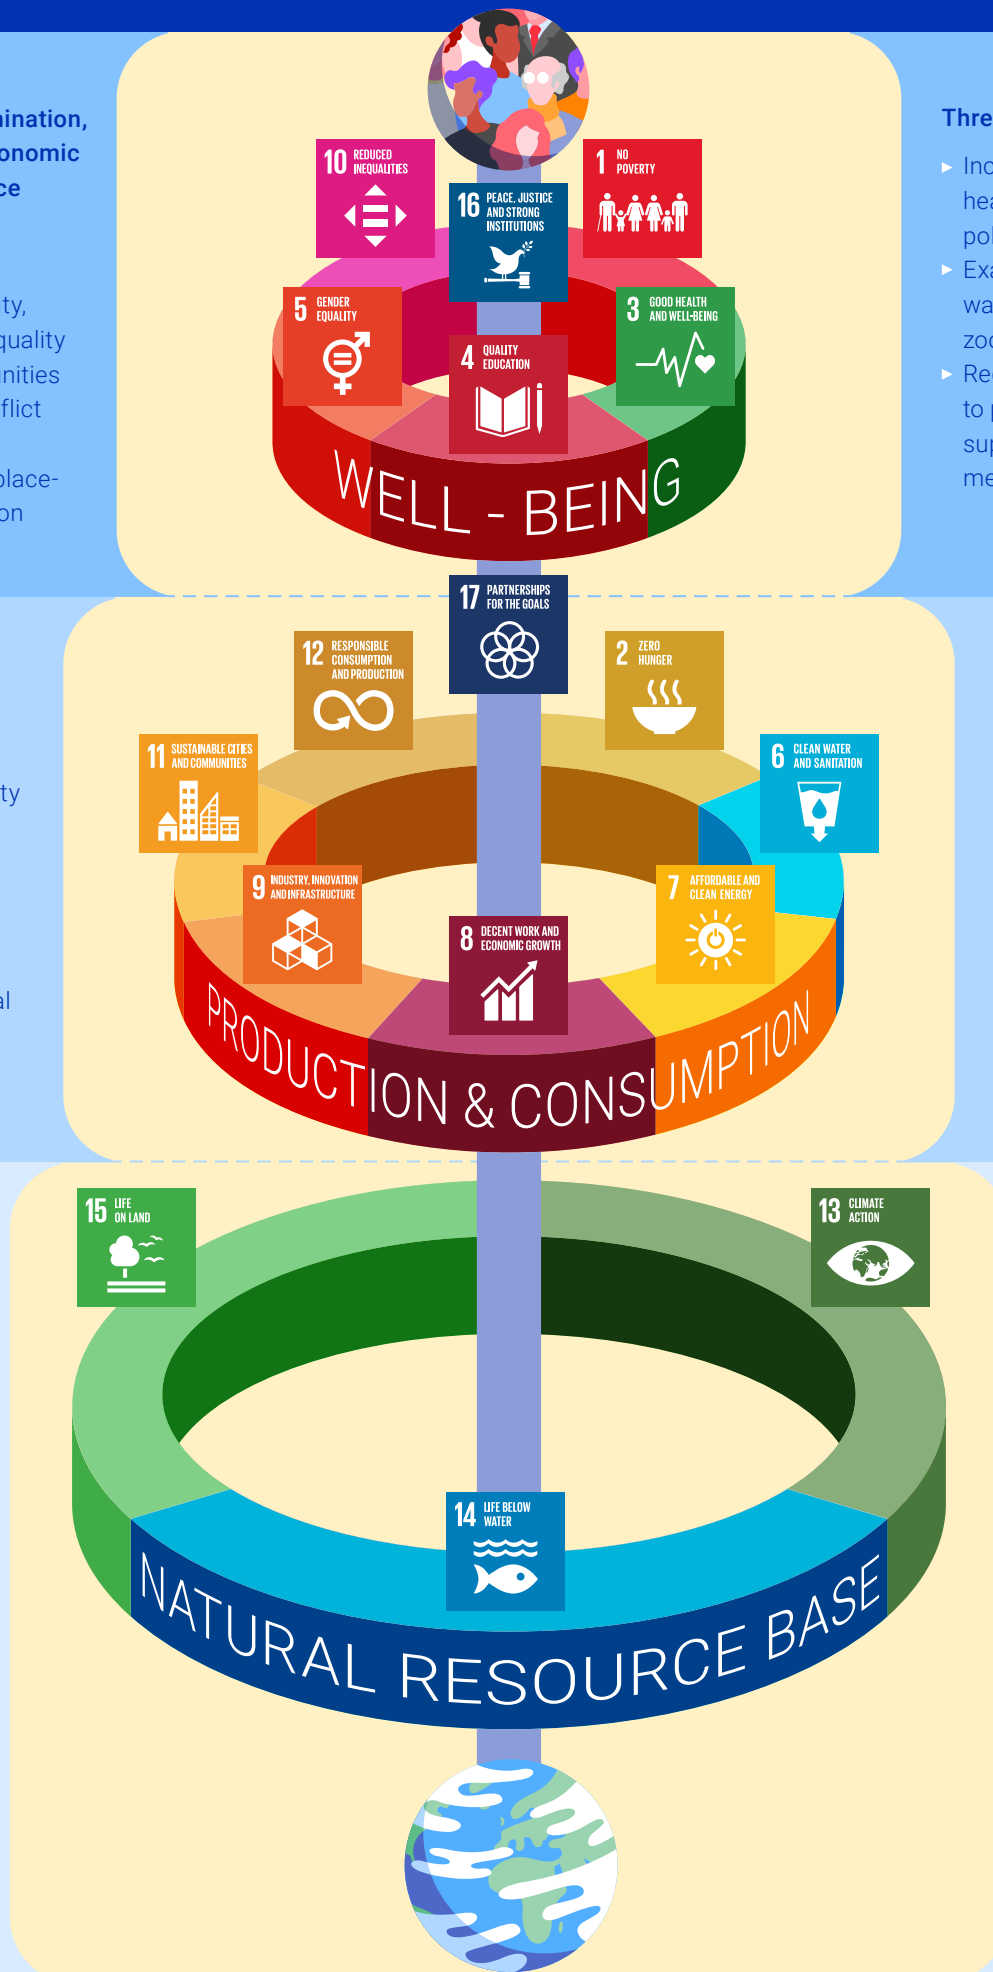 ination,
onomic
ce
ty,
quality
nities
flict
place-
on
10 REDUCED
INEQUALITIES
16 PEACE, JUSTICE
AND STRONG
INSTITUTIONS
1 NO
POVERTY
5 GENDER
EQUALITY
4 QUALITY
EDUCATION
3 GOOD HEALTH
AND WELL-BEING
WELL - BEING
Thre
▸ Inc
hea
pol
▸ Exa
wa
zoo
▸ Re
to p
sup
me
17 PARTNERSHIPS
FOR THE GOALS
12 RESPONSIBLE
CONSUMPTION
AND PRODUCTION
2 ZERO
HUNGER
11 SUSTAINABLE CITIES
AND COMMUNITIES
6 CLEAN WATER
AND SANITATION
9 INDUSTRY, INNOVATION
AND INFRASTRUCTURE
8 DECENT WORK AND
ECONOMIC GROWTH
7 AFFORDABLE AND
CLEAN ENERGY
PRODUCTION & CONSUMPTION
ty
al
15 LIFE
ON LAND
13 CLIMATE
ACTION
14 LIFE BELOW
WATER
NATURAL RESOURCE BASE